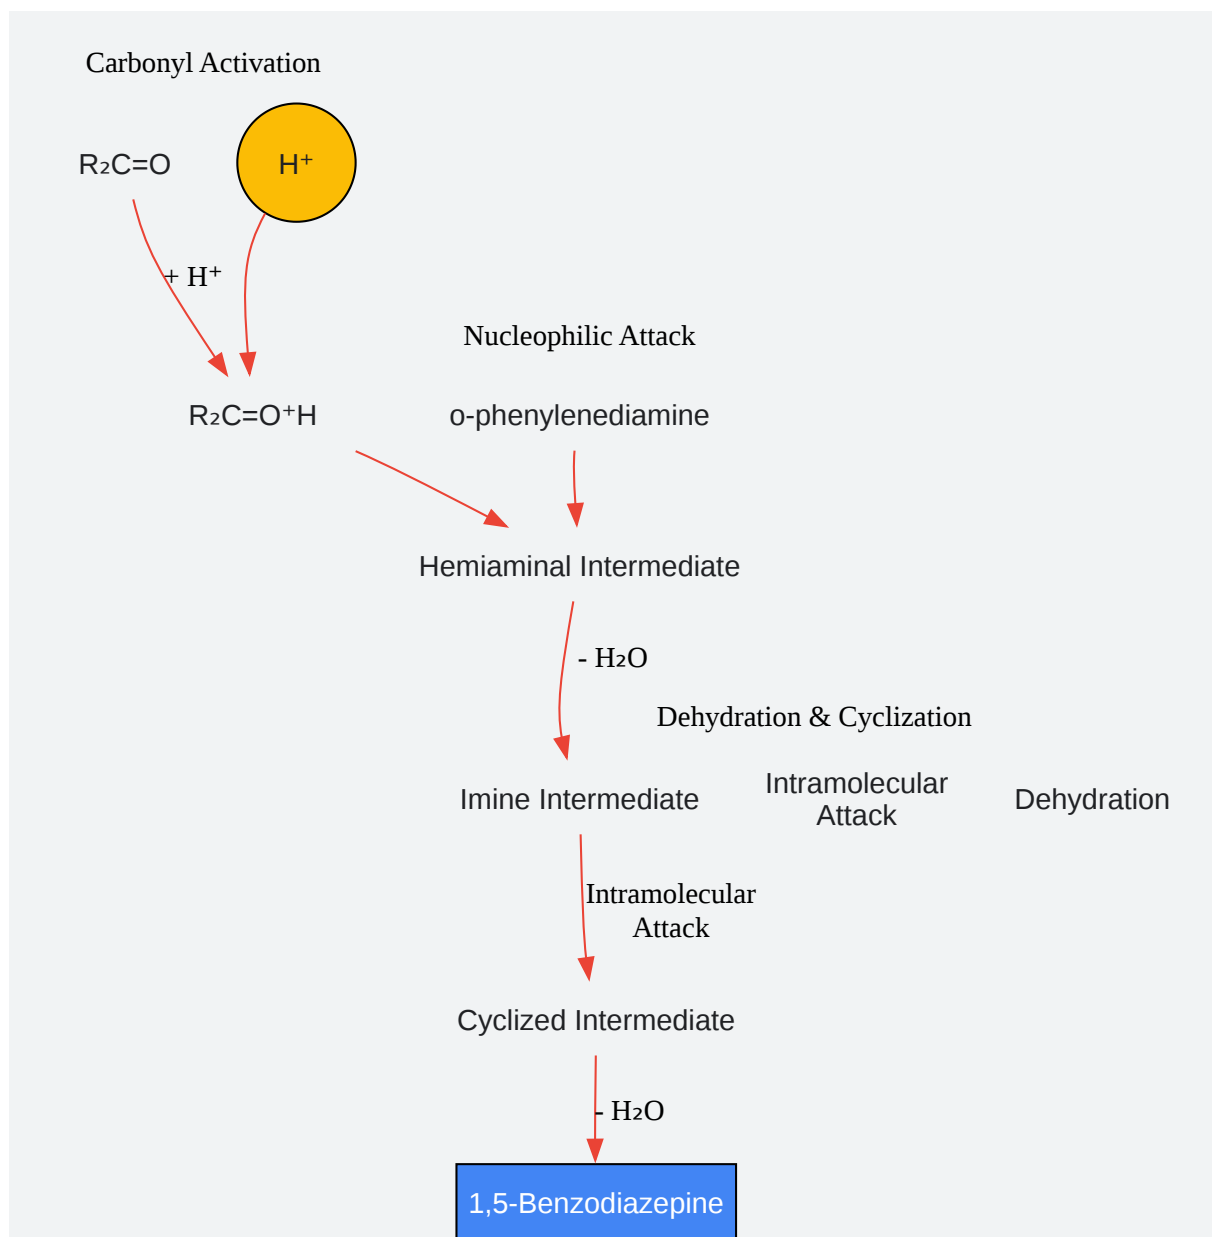 Carbonyl Activation
R₂C=O
H⁺
+ H⁺
Nucleophilic Attack
R₂C=O⁺H
o-phenylenediamine
Hemiaminal Intermediate
- H₂O
Dehydration & Cyclization
Imine Intermediate
Intramolecular
Attack
Dehydration
Intramolecular
Attack
Cyclized Intermediate
- H₂O
1,5-Benzodiazepine